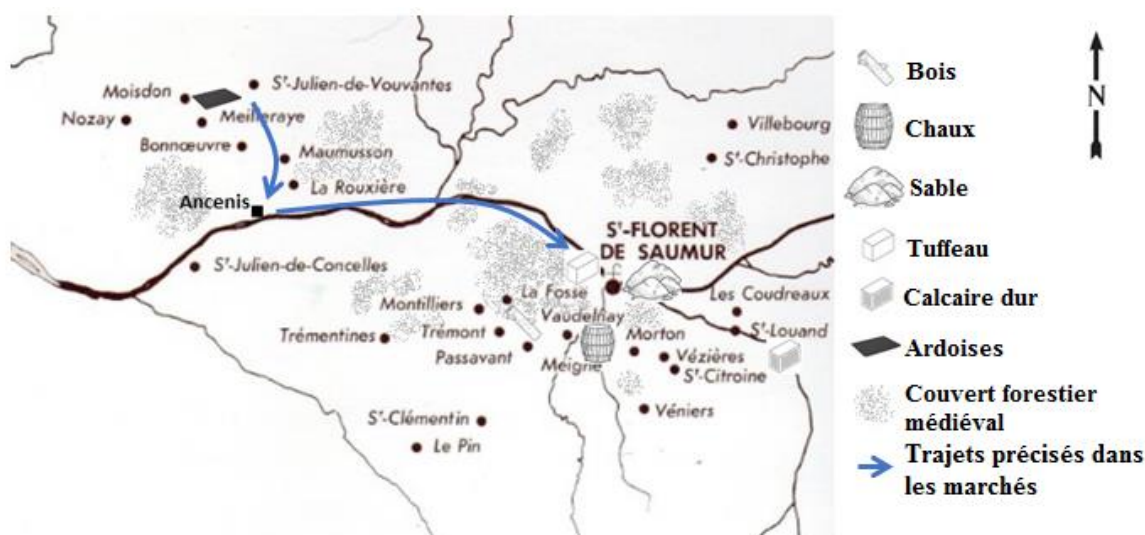 S^t-Julien-de-Vouvantes
Moisdon
Nozay
Meilleraye
Bonnœuvre
Maumusson
La Rouxière
Ancenis
S^t-Julien-de-Concelles
Villebourg
S^t-Christophe
S^t-FLORENT
DE SAUMUR
La Fosse
Montilliers
Vaudelnay
Les Coudreaux
Trémentines
Trémont
Morton
S^t-Louand
Passavant
Meigné
Vézières
S^t-Citroine
Véniers
S^t-Clémentin
Le Pin
Bois
Chaux
Sable
Tuffeau
Calcaire dur
Ardoises
Couvert forestier
médiéval
Trajets précisés dans
les marchés
N